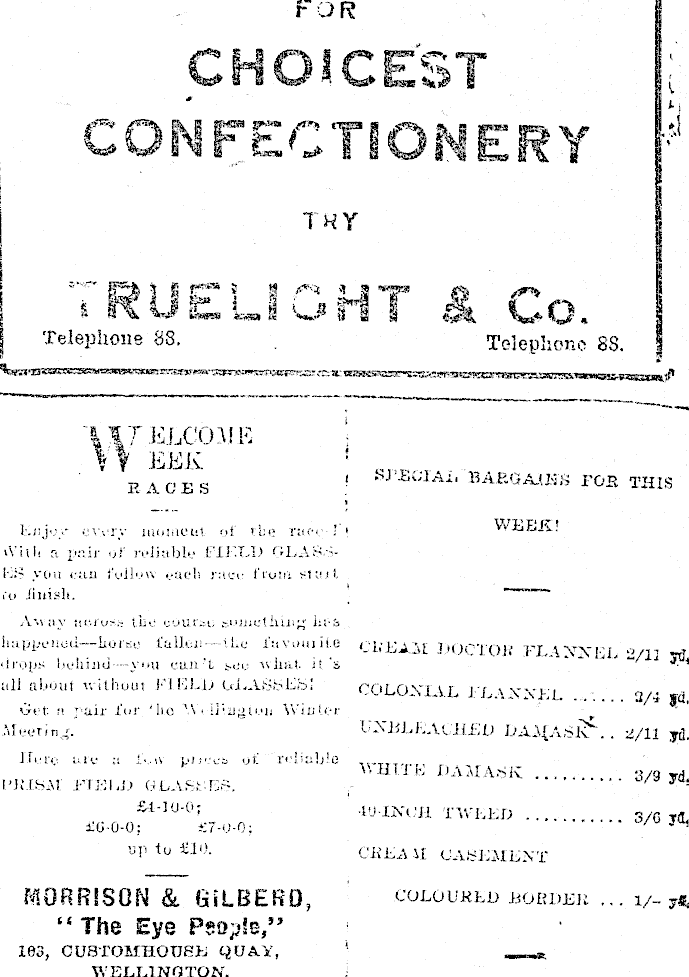 FOR
CHOICEST
CONFECTIONERY
TRY
TRUELIGHT & Co.
Telephone 88. Telephone 88.
WELCOME
WEEK
RACES
Enjoy every moment of the race!
With a pair of reliable FIELD GLASS-
ES you can follow each race from start
to finish.
Away across the course something has
happened—horse fallen—the favourite
drops behind—you can't see what it's
all about without FIELD GLASSES!
Get a pair for the Wellington Winter
Meeting.
Here are a few prices of reliable
PRISM FIELD GLASSES.
£4-10-0;
£6-0-0; £7-0-0;
up to £10.
MORRISON & GILBERD,
"The Eye People,"
103, CUSTOMHOUSE QUAY,
WELLINGTON.
SPECIAL BARGAINS FOR THIS
WEEK!
CREAM DOCTOR FLANNEL 2/11 yd.
COLONIAL FLANNEL ...... 2/4 yd.
UNBLEACHED DAMASK .. 2/11 yd.
WHITE DAMASK .......... 3/9 yd.
40-INCH TWEED ........... 3/6 yd.
CREAM CASEMENT
COLOURED BORDER ... 1/- yd.